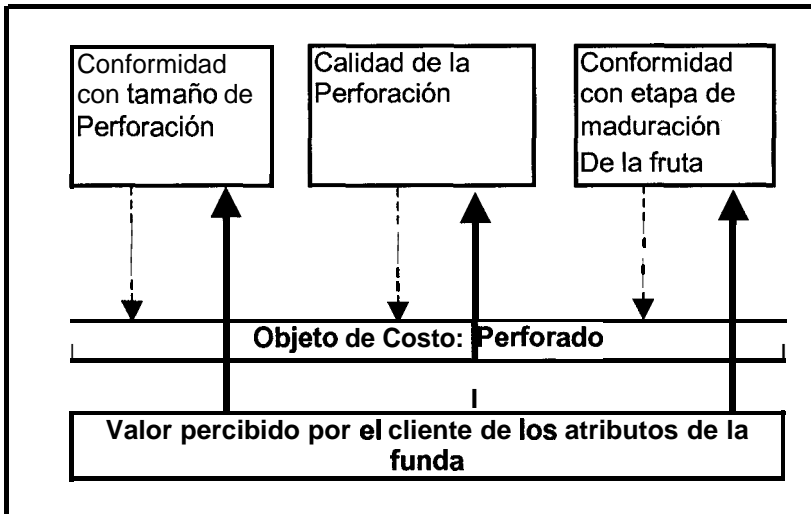 Conformidad
con tamaño de
Perforación
Calidad de la
Perforación
Conformidad
con etapa de
maduración
De la fruta
Objeto de Costo: Perforado
Valor percibido por el cliente de los atributos de la
funda